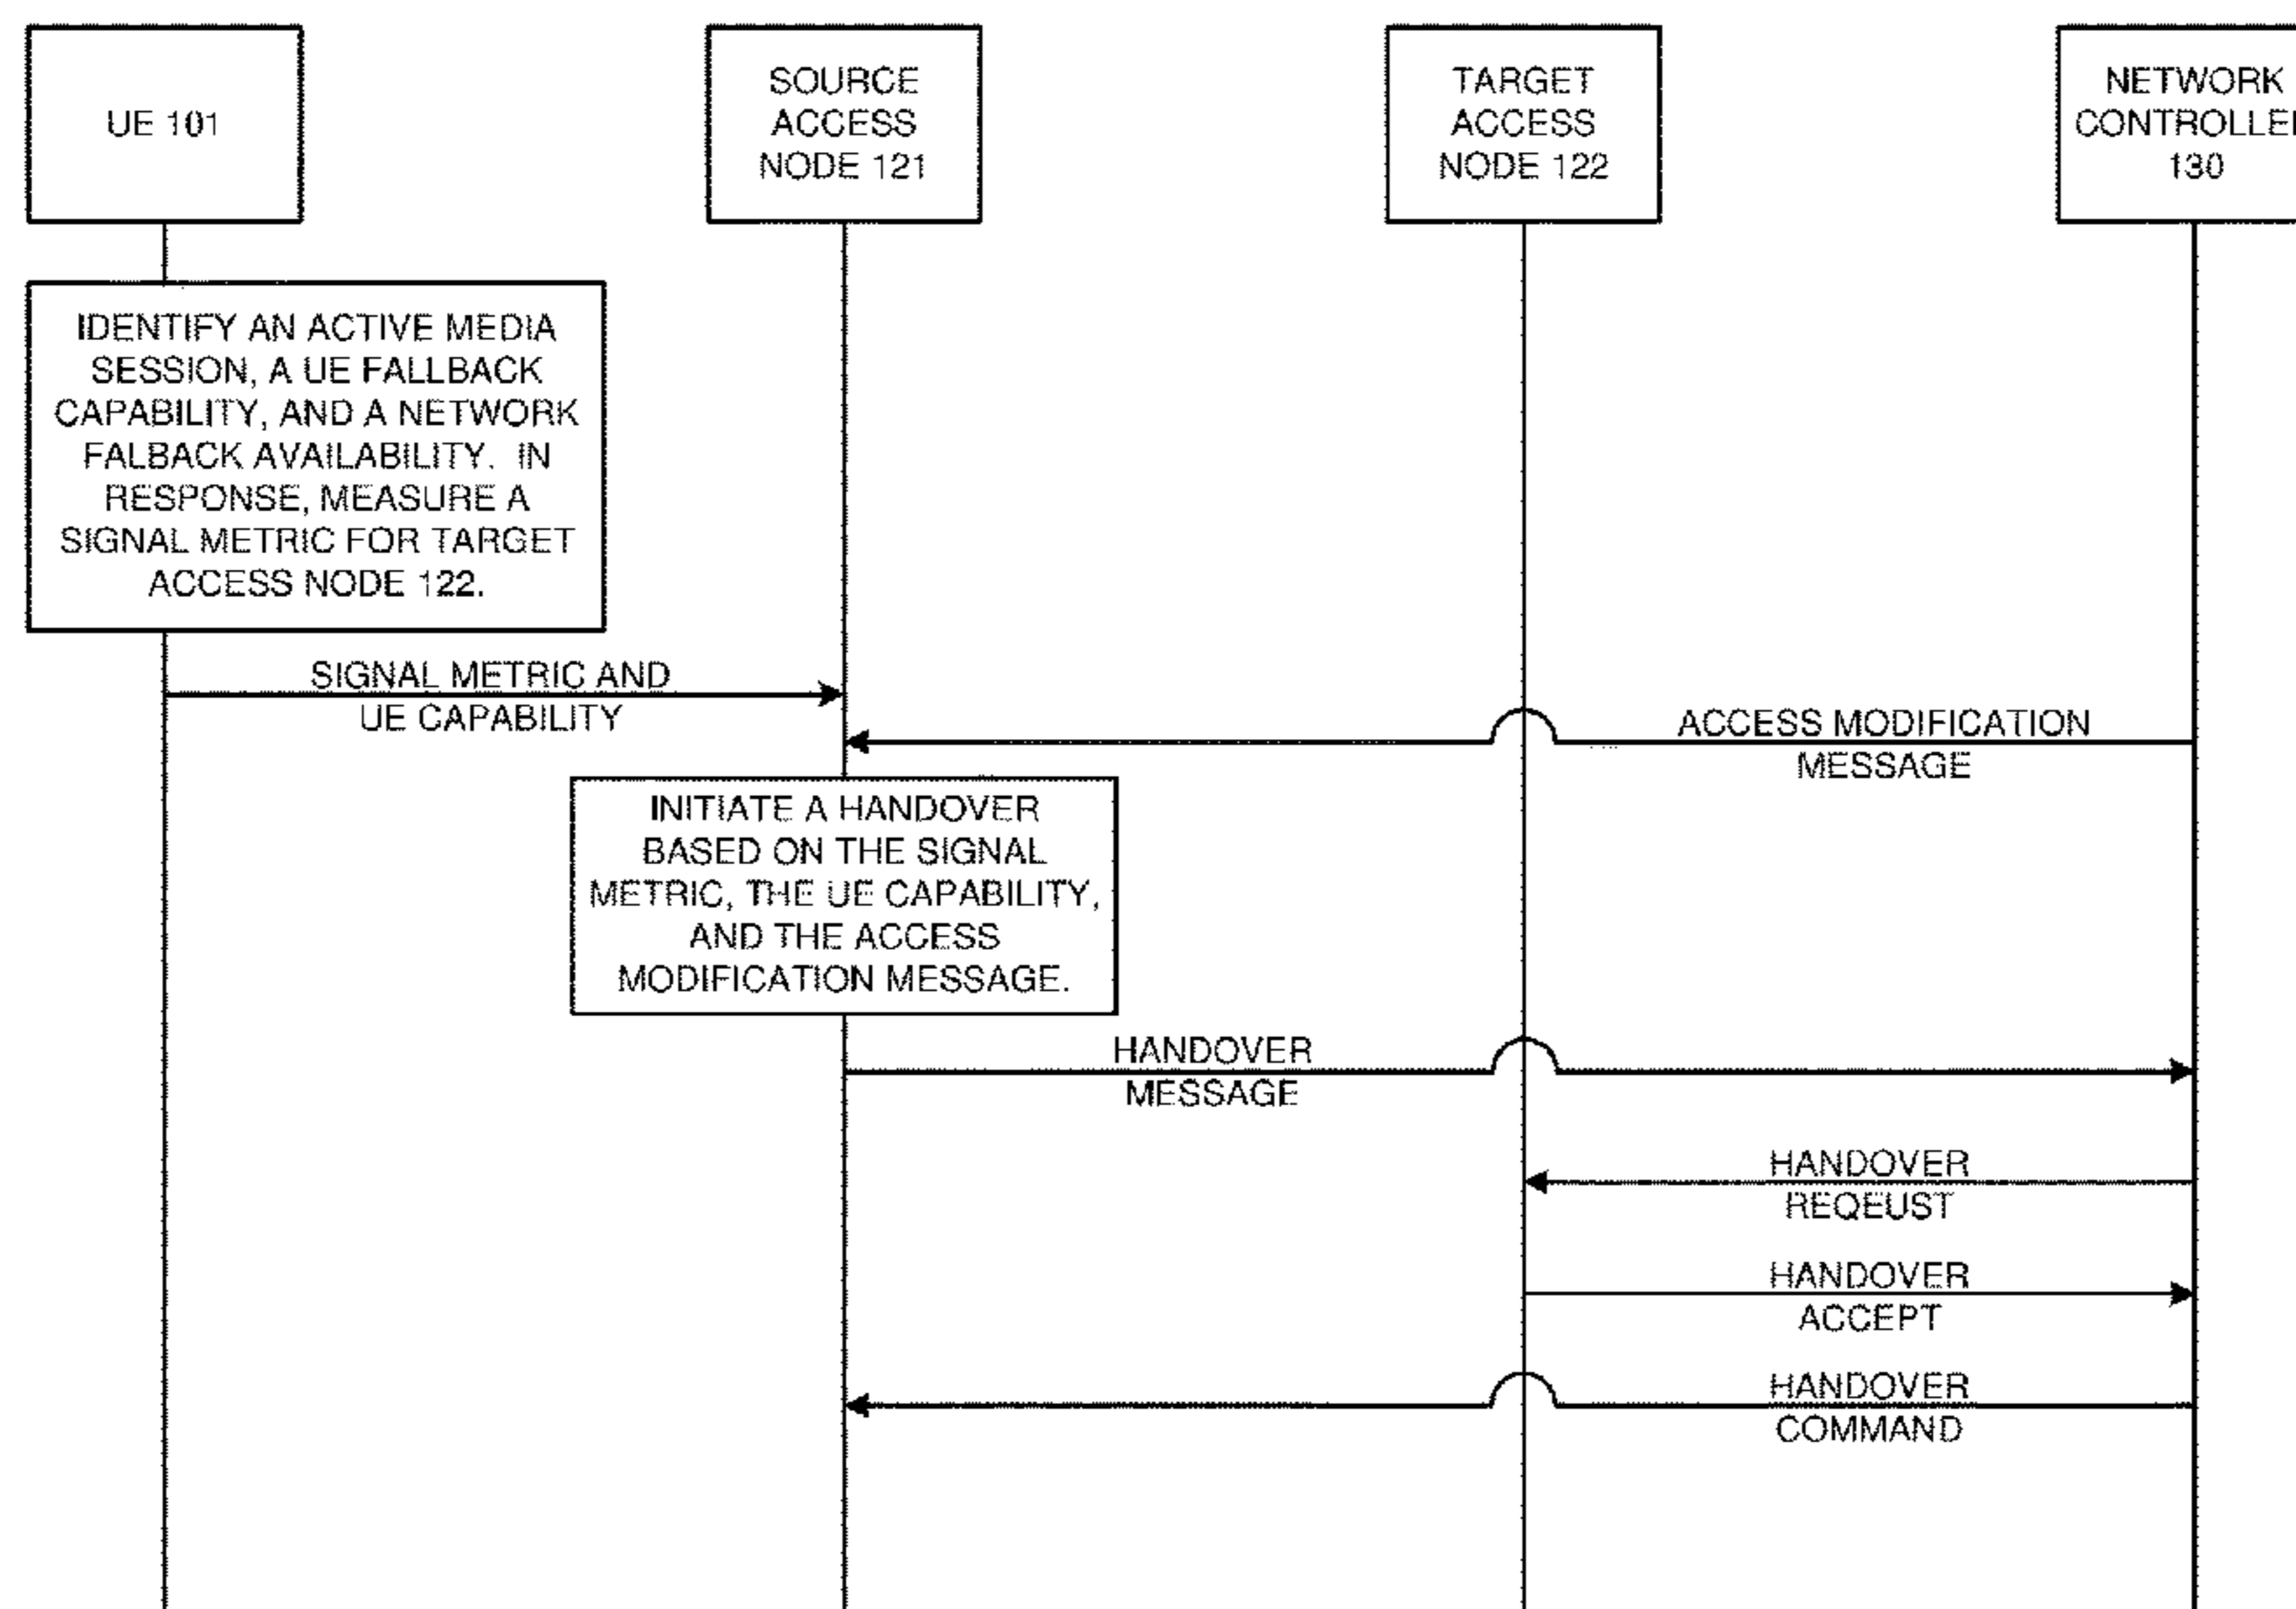 UE 101
SOURCE
ACCESS
NODE 121
TARGET
ACCESS
NODE 122
NETWORK
CONTROLLER
130
IDENTIFY AN ACTIVE MEDIA
SESSION, A UE FALLBACK
CAPABILITY, AND A NETWORK
FALBACK AVAILABILITY. IN
RESPONSE, MEASURE A
SIGNAL METRIC FOR TARGET
ACCESS NODE 122.
SIGNAL METRIC AND
UE CAPABILITY
ACCESS MODIFICATION
MESSAGE
INITIATE A HANDOVER
BASED ON THE SIGNAL
METRIC, THE UE CAPABILITY,
AND THE ACCESS
MODIFICATION MESSAGE.
HANDOVER
MESSAGE
HANDOVER
REQEUST
HANDOVER
ACCEPT
HANDOVER
COMMAND